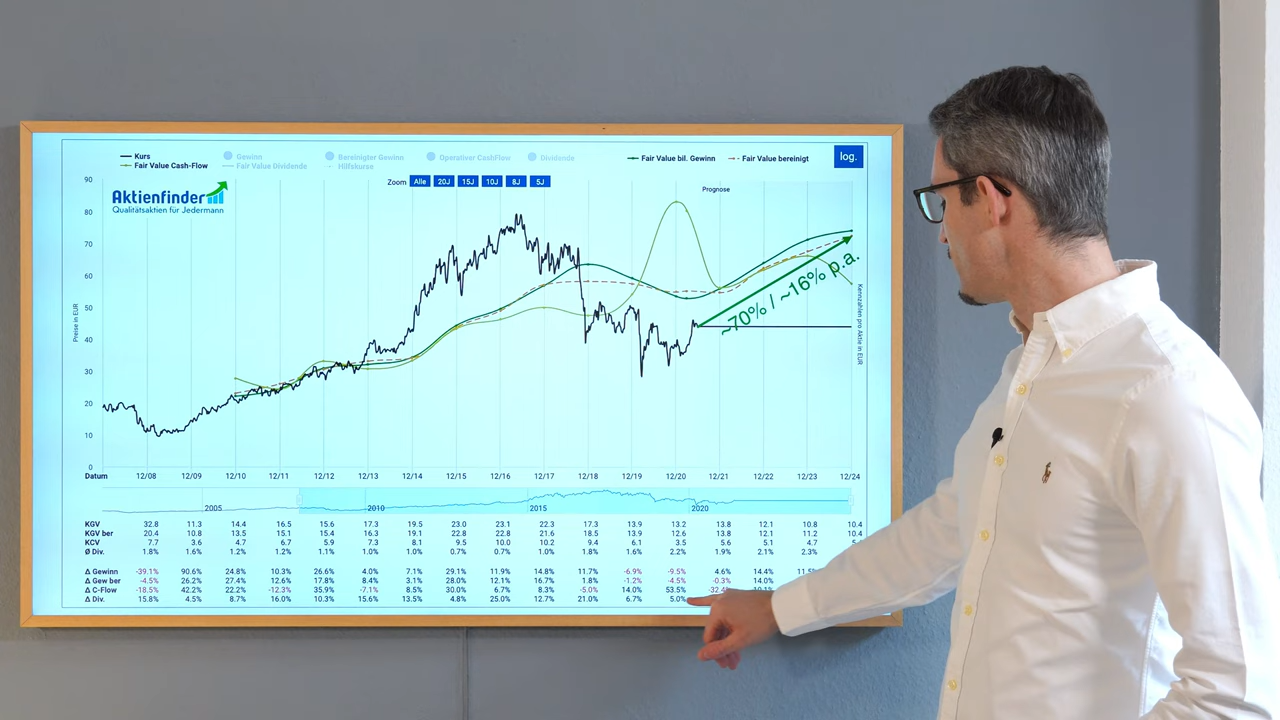 Kurs
Gewinn
Bereinigter Gewinn
Operativer CashFlow
Dividende
Fair Value bil. Gewinn
Fair Value bereinigt
log.
Fair Value Cash-Flow
Fair Value Dividende
Hilfskurse
Zoom Alle 20J 15J 10J 8J 5J
Prognose
Aktienfinder
Qualitätsaktien für Jedermann
90
80
70
60
50
40
30
20
10
0
Preise in EUR
Kennzahlen pro Aktie in EUR
~70% / ~16% p.a.
Datum 12/08 12/09 12/10 12/11 12/12 12/13 12/14 12/15 12/16 12/17 12/18 12/19 12/20 12/21 12/22 12/23 12/24
2005 2010 2015 2020
KGV 32.8 11.3 14.4 16.5 15.6 17.3 19.5 23.0 23.1 22.3 17.3 13.9 13.2 13.8 12.1 10.8 10.4
KGV ber 20.4 10.8 13.5 15.1 15.4 16.3 19.1 22.8 22.8 21.6 18.5 13.9 12.6 13.8 12.1 11.2 10.4
KCV 7.7 3.6 4.7 6.7 5.9 7.3 8.1 9.5 10.0 10.2 9.4 6.1 3.5 5.6 5.1 4.7
Ø Div. 1.8% 1.6% 1.2% 1.2% 1.1% 1.0% 1.0% 0.7% 0.7% 1.0% 1.8% 1.6% 2.2% 1.9% 2.1% 2.3%
Δ Gewinn -39.1% 90.6% 24.8% 10.3% 26.9% 4.0% 7.1% 29.1% 11.9% 14.8% 11.7% -6.9% -9.5% 4.6% 14.4%
Δ Gew ber -4.5% 26.2% 27.4% 12.6% 17.8% 8.4% 3.1% 28.0% 12.1% 16.7% 1.8% -1.2% -4.5% -0.3% 14.0%
Δ C-Flow -18.5% 42.2% 22.2% -12.3% 35.9% -7.1% 8.5% 30.0% 6.7% 8.3% -5.0% 14.0% 53.5%
Δ Div. 15.8% 4.5% 8.7% 16.0% 10.3% 15.6% 13.5% 4.8% 25.0% 12.7% 21.0% 6.7% 5.0%